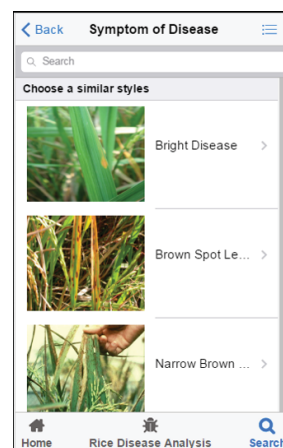 Back Symptom of Disease
Search
Choose a similar styles
Bright Disease
Brown Spot Le...
Narrow Brown ...
Home Rice Disease Analysis Search